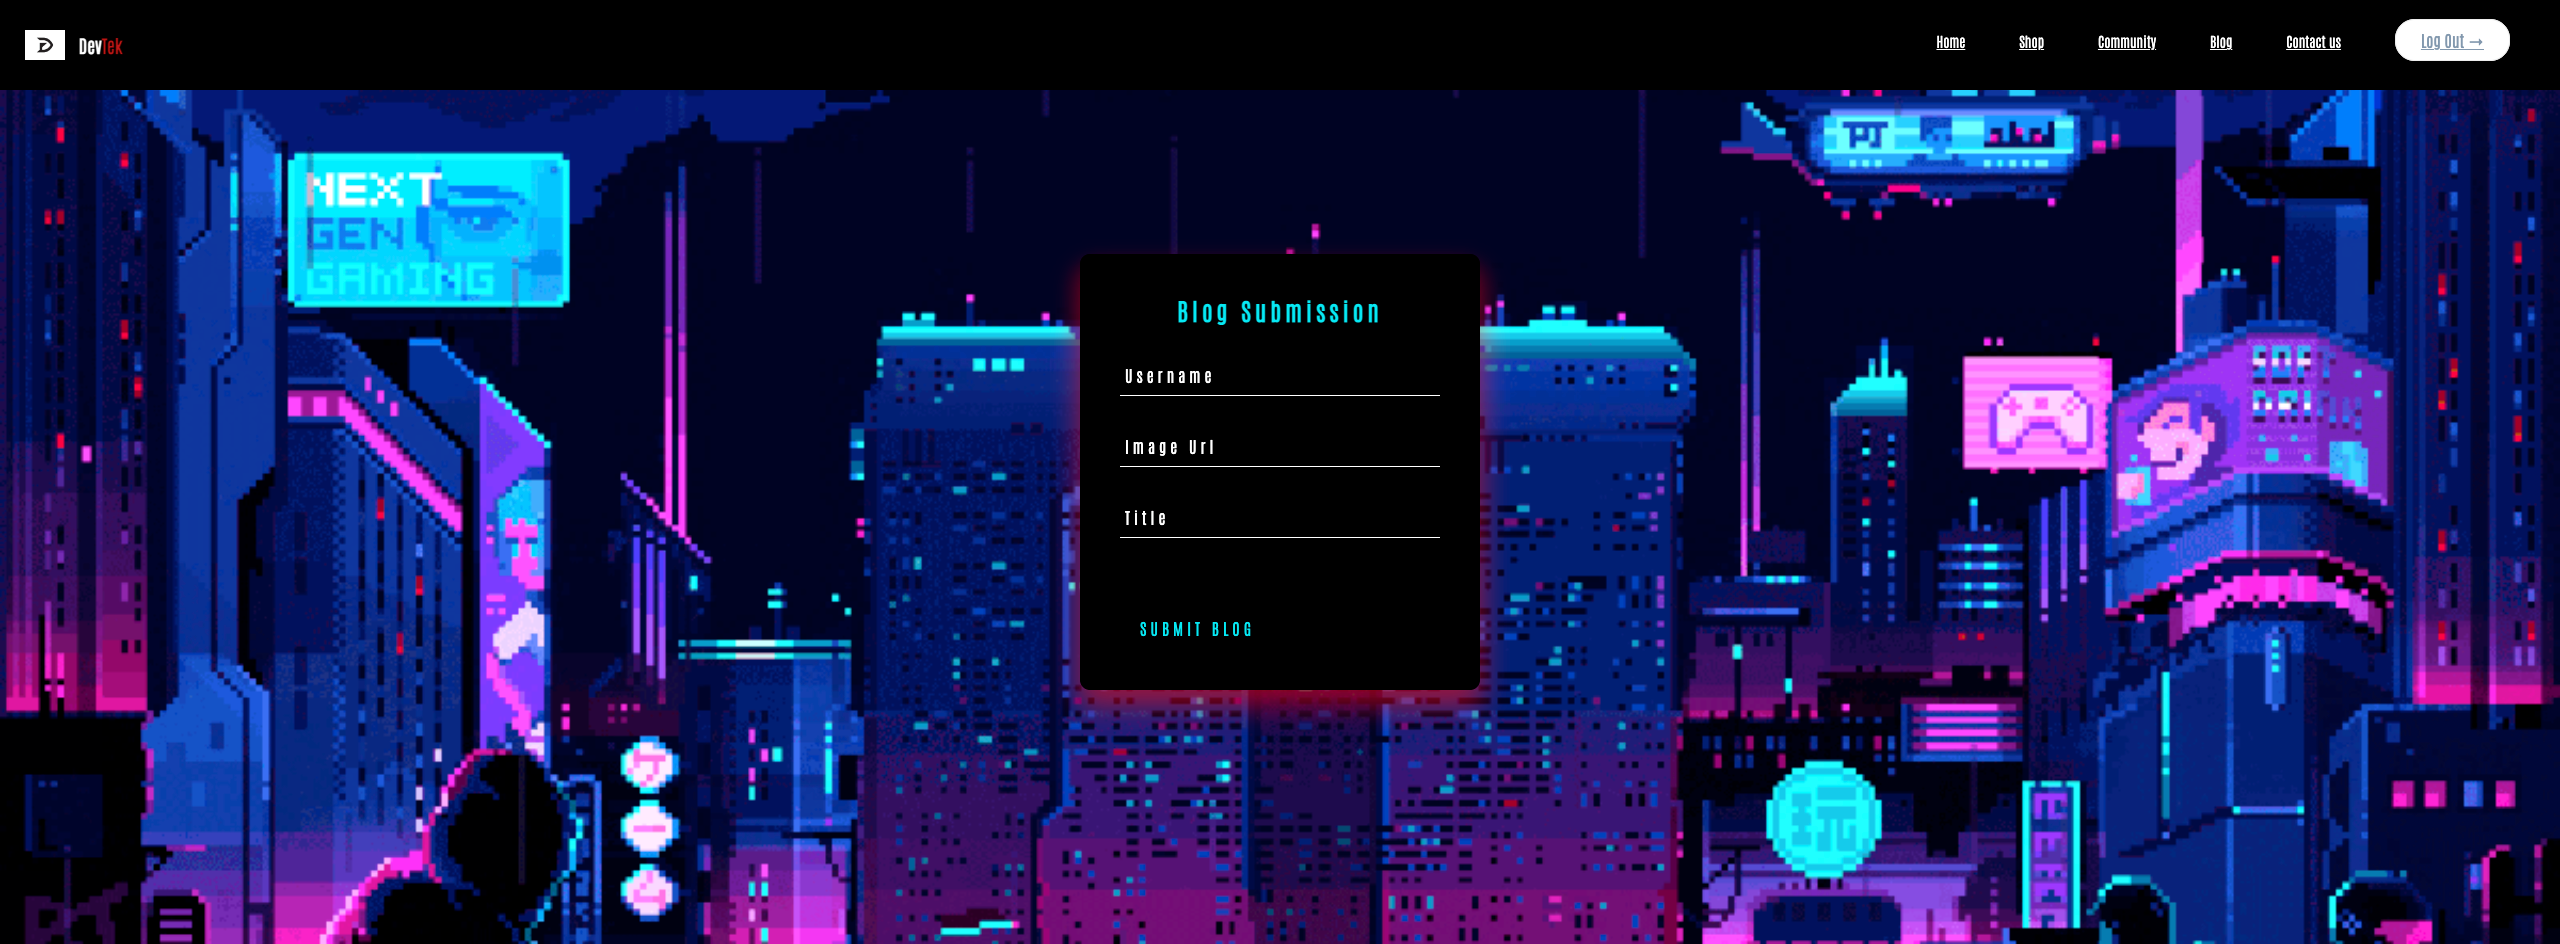 DevTek
Home
Shop
Community
Blog
Contact us
Log Out →
NEXT
GEN
GAMING
Blog Submission
Username
Image Url
Title
SUBMIT BLOG